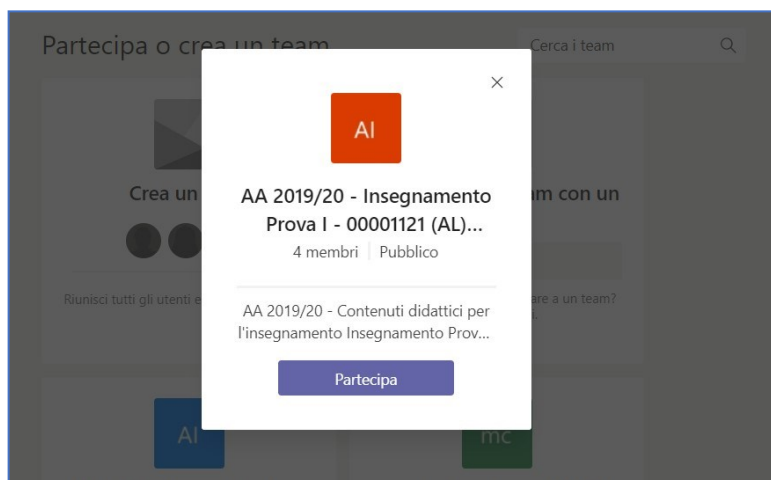 Partecipa o crea un team
Cerca i team
AI
AA 2019/20 - Insegnamento
Prova I - 00001121 (AL)...
4 membri Pubblico
AA 2019/20 - Contenuti didattici per
l'insegnamento Insegnamento Prov...
Partecipa
Crea un
am con un
Riunisci tutti gli utenti e
are a un team?
i.
AI
mc